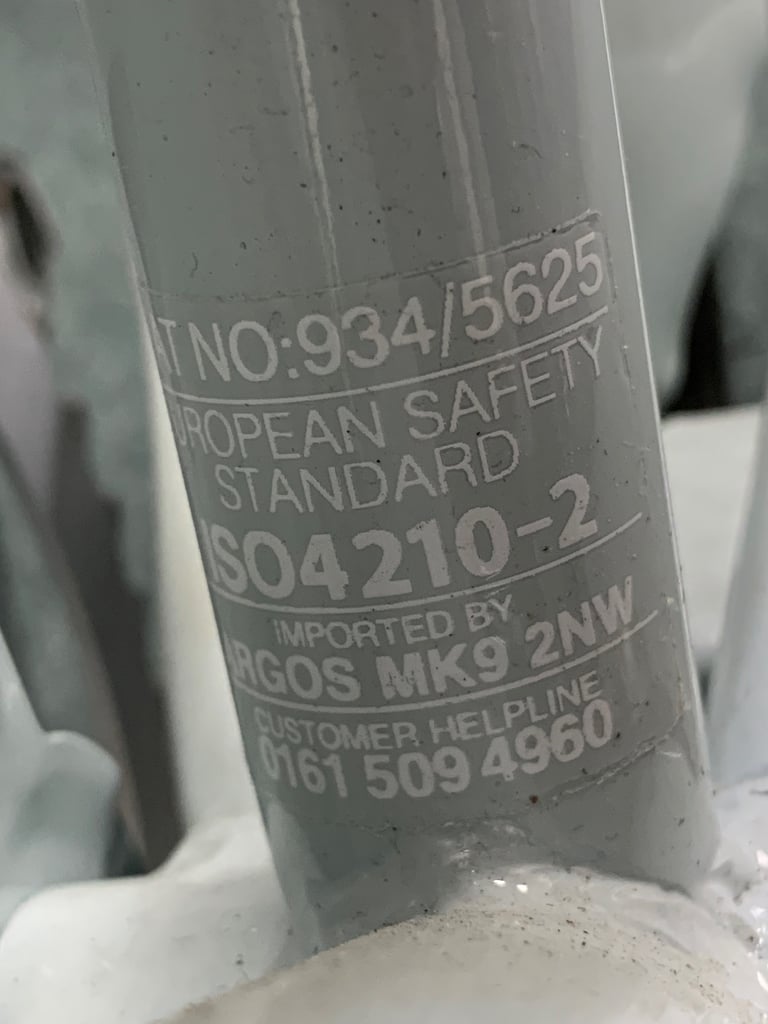 AT NO:934/5625
UROPEAN SAFETY
STANDARD
ISO4210-2
IMPORTED BY
ARGOS MK9 2NW
CUSTOMER HELPLINE
0161 509 4960